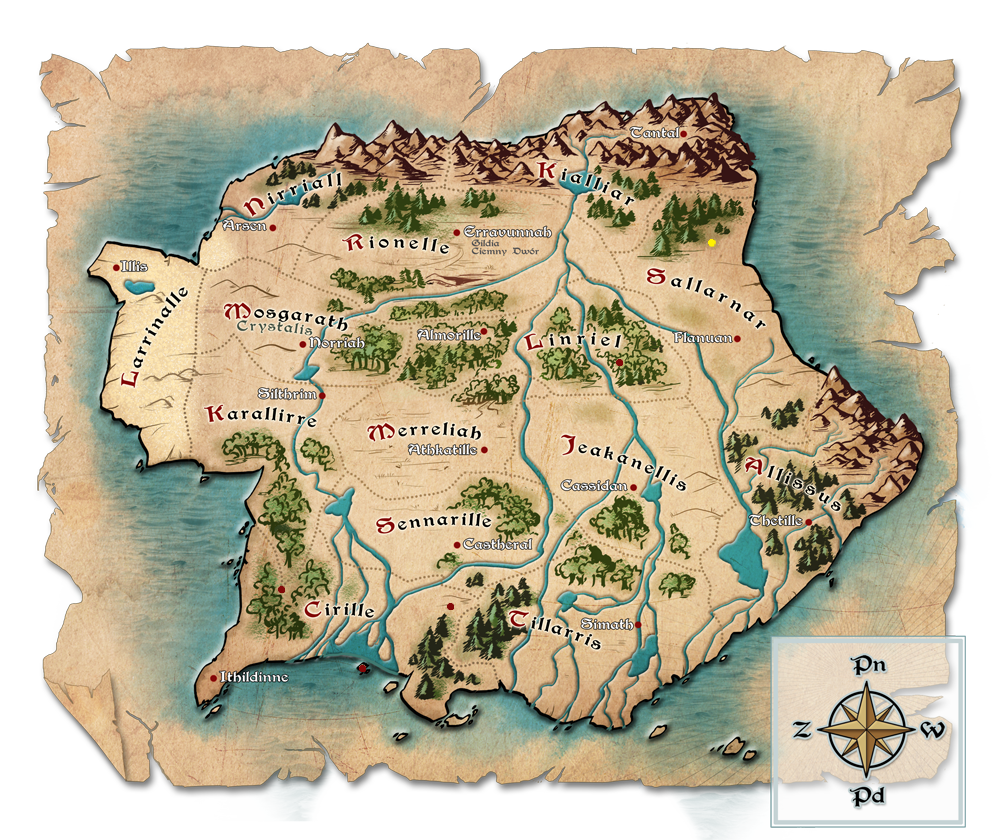 Tantal
Kialliar
Nirriall
Arsen
Rionelle
Erravunnah
Gildia
Ciemny Dwór
Illis
Larrinalle
Sallarnar
Mosgarath
Crystalis
Norriah
Almorille
Linriel
Flanuan
Silthrim
Karallirre
Merreliah
Athkatille
Jeakanellis
Cassidan
Allissus
Thetille
Sennarille
Castheral
Cirille
Tillarris
Simath
Ithildinne
Pn
Z
W
Pd